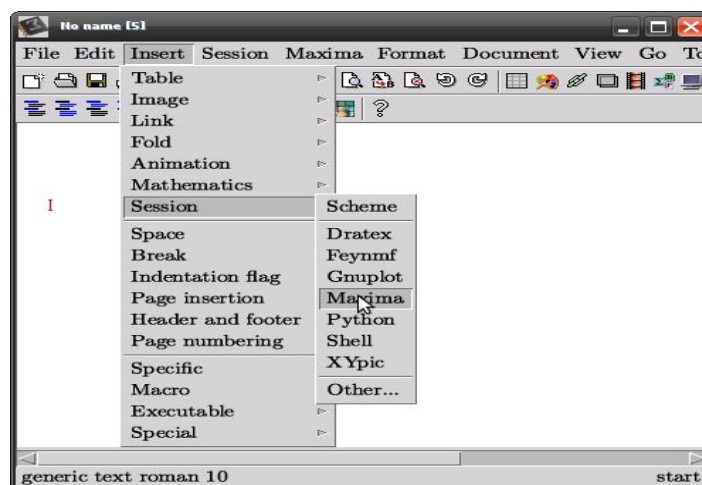 No name [5]
File Edit Insert Session Maxima Format Document View Go To
Table
Image
Link
Fold
Animation
Mathematics
Session
Space
Break
Indentation flag
Page insertion
Header and footer
Page numbering
Specific
Macro
Executable
Special
Scheme
Dratex
Feynmf
Gnuplot
Maxima
Python
Shell
XYpic
Other...
generic text roman 10 start